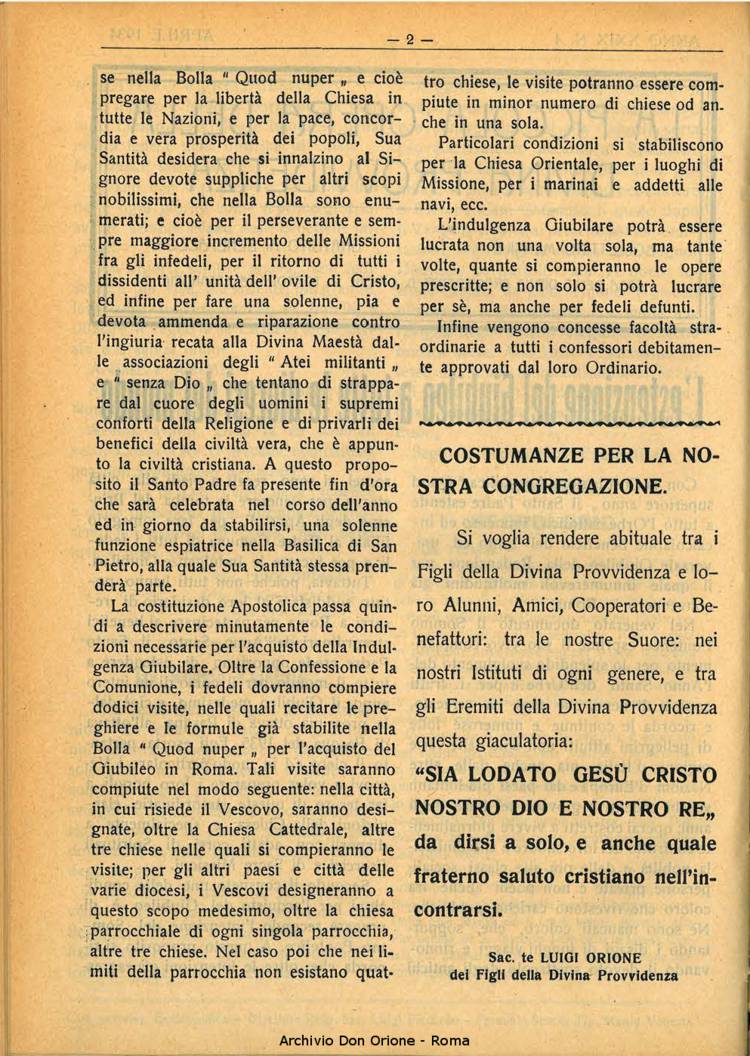 — 2 —
se nella Bolla " Quod nuper „ e cioè
pregare per la libertà della Chiesa in
tutte le Nazioni, e per la pace, concor-
dia e vera prosperità dei popoli, Sua
Santità desidera che si innalzino al Si-
gnore devote suppliche per altri scopi
nobilissimi, che nella Bolla sono enu-
merati; e cioè per il perseverante e sem-
pre maggiore incremento delle Missioni
fra gli infedeli, per il ritorno di tutti i
dissidenti all' unità dell' ovile di Cristo,
ed infine per fare una solenne, pia e
devota ammenda e riparazione contro
l'ingiuria recata alla Divina Maestà dal-
le associazioni degli " Atei militanti „
e " senza Dio „ che tentano di strappa-
re dal cuore degli uomini i supremi
conforti della Religione e di privarli dei
benefici della civiltà vera, che è appun-
to la civiltà cristiana. A questo propo-
sito il Santo Padre fa presente fin d'ora
che sarà celebrata nel corso dell'anno
ed in giorno da stabilirsi, una solenne
funzione espiatrice nella Basilica di San
Pietro, alla quale Sua Santità stessa pren-
derà parte.
La costituzione Apostolica passa quin-
di a descrivere minutamente le condi-
zioni necessarie per l'acquisto della Indul-
genza Giubilare. Oltre la Confessione e la
Comunione, i fedeli dovranno compiere
dodici visite, nelle quali recitare le pre-
ghiere e le formule già stabilite nella
Bolla " Quod nuper „ per l'acquisto del
Giubileo in Roma. Tali visite saranno
compiute nel modo seguente: nella città,
in cui risiede il Vescovo, saranno desi-
gnate, oltre la Chiesa Cattedrale, altre
tre chiese nelle quali si compieranno le
visite; per gli altri paesi e città delle
varie diocesi, i Vescovi designeranno a
questo scopo medesimo, oltre la chiesa
parrocchiale di ogni singola parrocchia,
altre tre chiese. Nel caso poi che nei li-
miti della parrocchia non esistano quat-
tro chiese, le visite potranno essere com-
piute in minor numero di chiese od an-
che in una sola.
Particolari condizioni si stabiliscono
per la Chiesa Orientale, per i luoghi di
Missione, per i marinai e addetti alle
navi, ecc.
L'indulgenza Giubilare potrà essere
lucrata non una volta sola, ma tante
volte, quante si compieranno le opere
prescritte; e non solo si potrà lucrare
per sè, ma anche per fedeli defunti.
Infine vengono concesse facoltà stra-
ordinarie a tutti i confessori debitamen-
te approvati dal loro Ordinario.
COSTUMANZE PER LA NO-
STRA CONGREGAZIONE.
Si voglia rendere abituale tra i
Figli della Divina Provvidenza e lo-
ro Alunni, Amici, Cooperatori e Be-
nefattori: tra le nostre Suore: nei
nostri Istituti di ogni genere, e tra
gli Eremiti della Divina Provvidenza
questa giaculatoria:
“SIA LODATO GESÙ CRISTO
NOSTRO DIO E NOSTRO RE„
da dirsi a solo, e anche quale
fraterno saluto cristiano nell'in-
contrarsi.
Sac. te LUIGI ORIONE
dei Figli della Divina Provvidenza
Archivio Don Orione - Roma